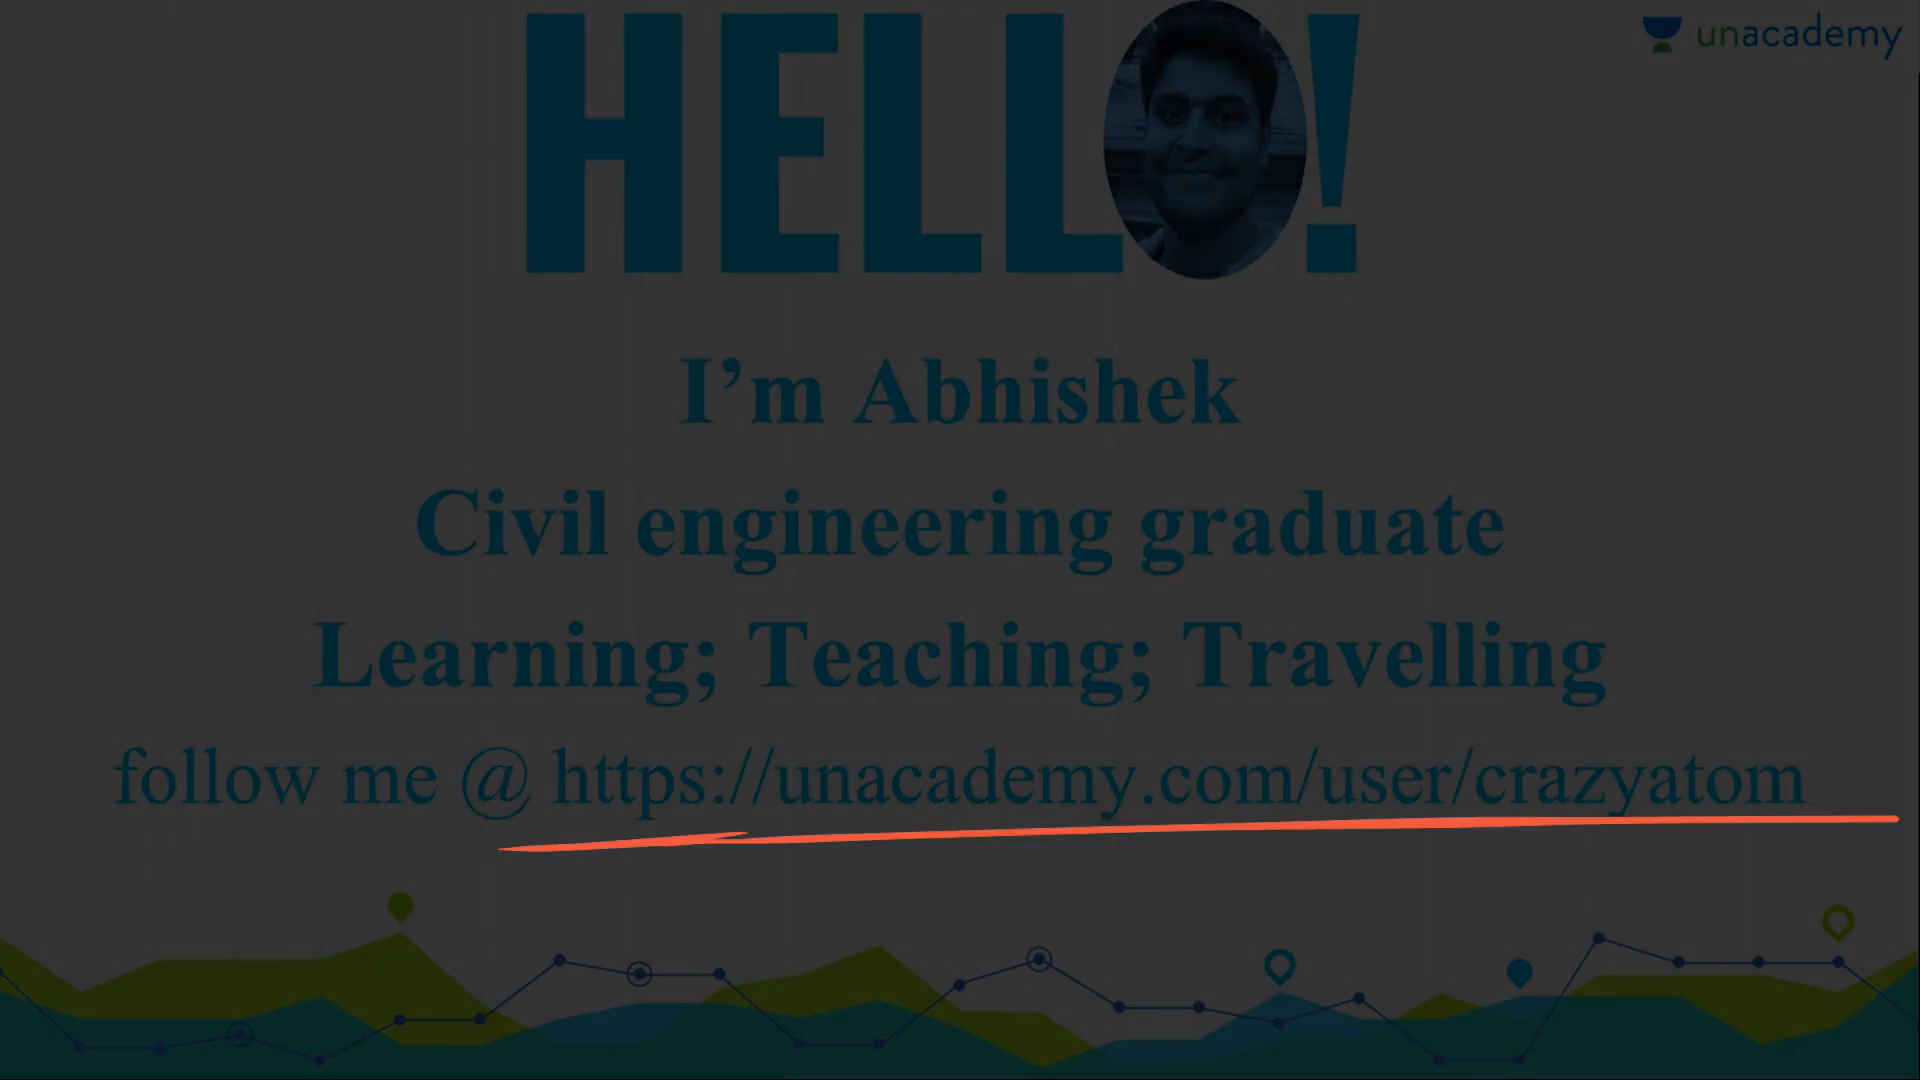 HELLO!
unacademy
I’m Abhishek
Civil engineering graduate
Learning; Teaching; Travelling
follow me @ https://unacademy.com/user/crazyatom